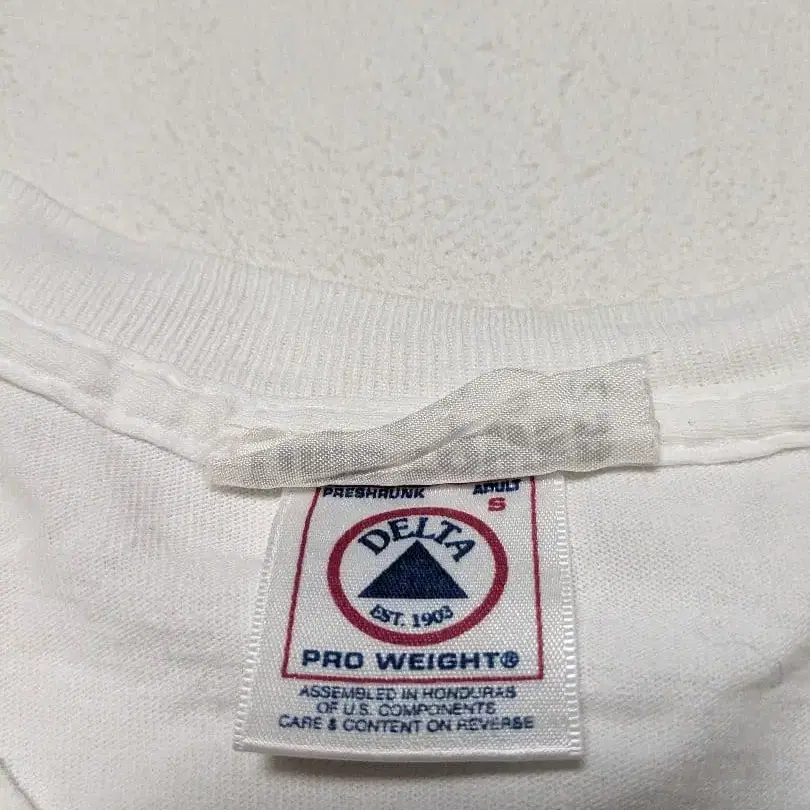 PRESHRUNK ADULT
S
DELTA
EST. 1903
PRO WEIGHT®
ASSEMBLED IN HONDURAS
OF U.S. COMPONENTS
CARE & CONTENT ON REVERSE